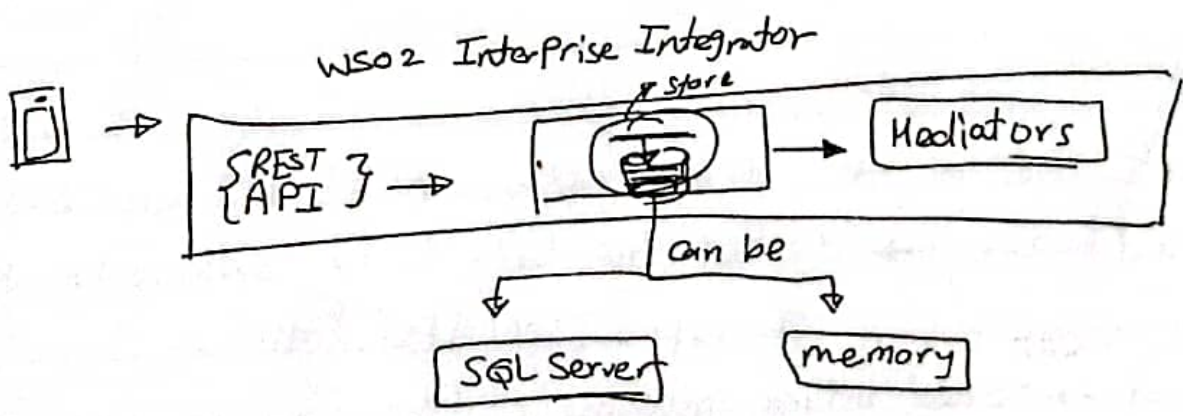 WSO2 Interprise Integrator
store
{REST API}
Mediators
can be
SQL Server
memory